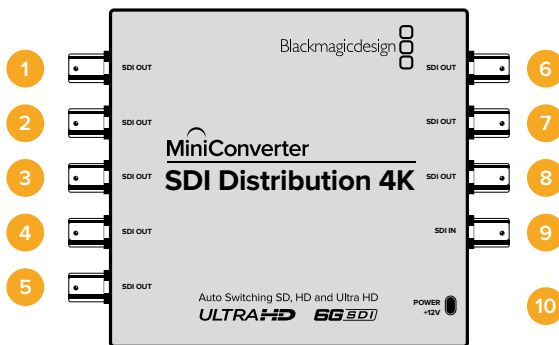 Blackmagicdesign
1 SDI OUT
SDI OUT 6
2 SDI OUT
SDI OUT 7
MiniConverter
3 SDI OUT
SDI Distribution 4K
SDI OUT 8
4 SDI OUT
SDI IN 9
5 SDI OUT
Auto Switching SD, HD and Ultra HD
ULTRA HD 6G SDI
POWER
+12V
10